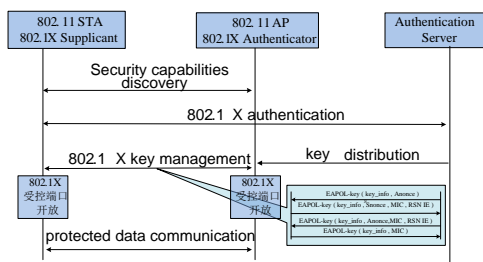 802. 11 STA
802.1X Supplicant
802. 11 AP
802. 1X Authenticator
Authentication
Server
Security capabilities
discovery
802.1 X authentication
802.1 X key management
key distribution
802.1X
受控端口
开放
802.1X
受控端口
开放
EAPOL-key ( key_info , Anonce )
EAPOL-key ( key_info , Snonce , MIC , RSN IE )
EAPOL-key ( key_info , Anonce,MIC , RSN IE )
EAPOL-key ( key_info , MIC )
protected data communication